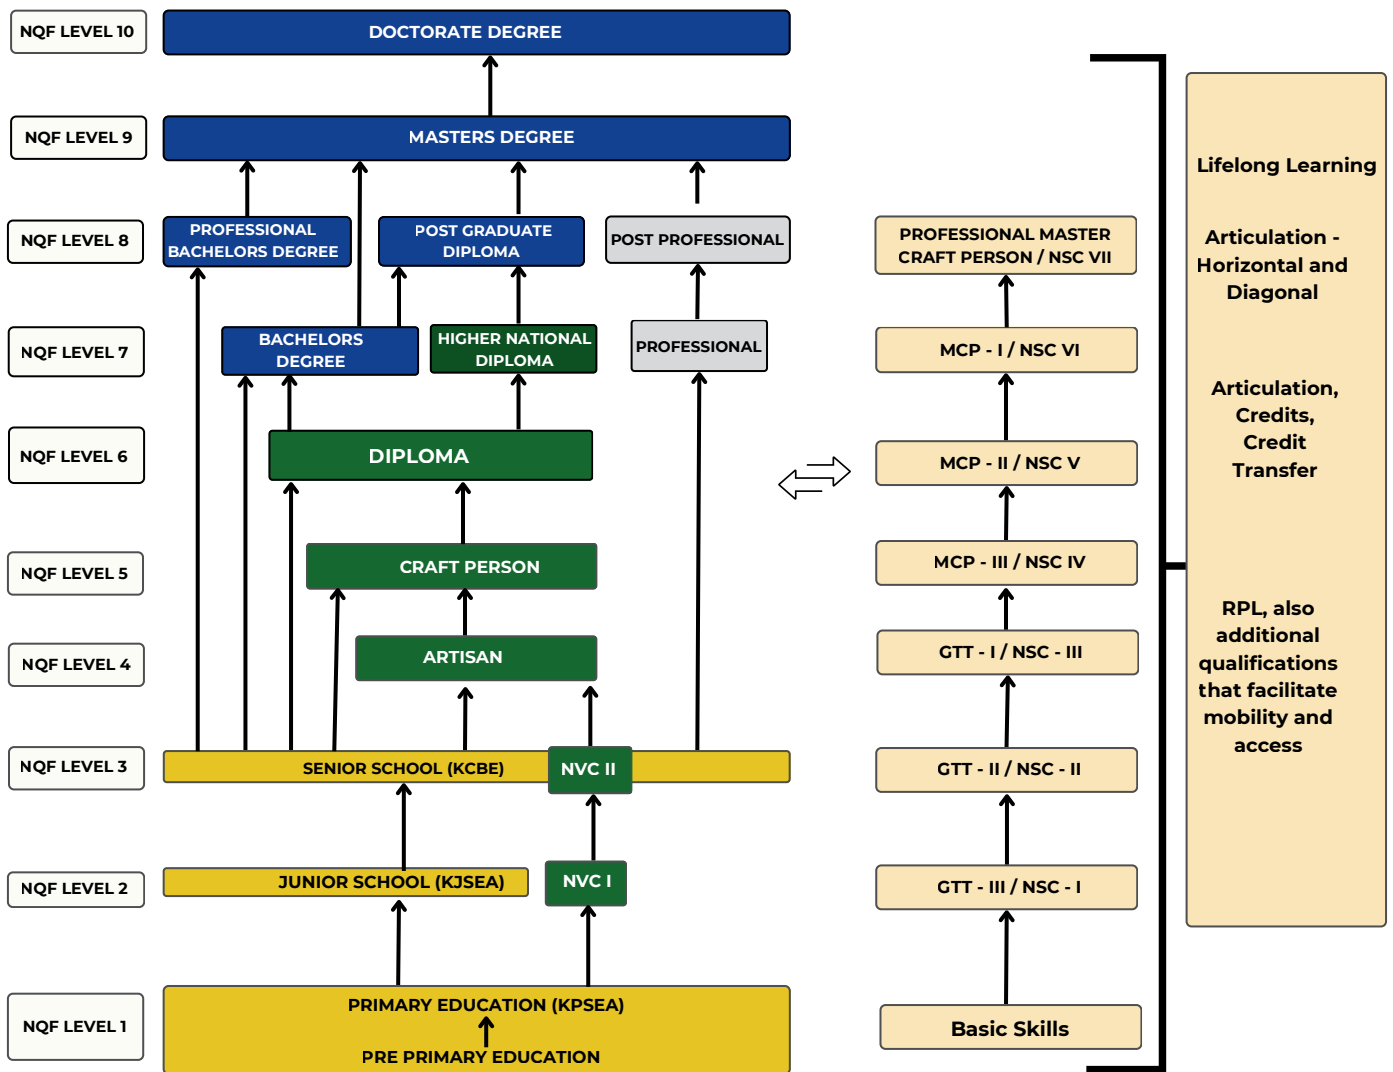 NQF LEVEL 10
DOCTORATE DEGREE
NQF LEVEL 9
MASTERS DEGREE
NQF LEVEL 8
PROFESSIONAL
BACHELORS DEGREE
POST GRADUATE
DIPLOMA
POST PROFESSIONAL
PROFESSIONAL MASTER
CRAFT PERSON / NSC VII
NQF LEVEL 7
BACHELORS
DEGREE
HIGHER NATIONAL
DIPLOMA
PROFESSIONAL
MCP - I / NSC VI
NQF LEVEL 6
DIPLOMA
MCP - II / NSC V
NQF LEVEL 5
CRAFT PERSON
MCP - III / NSC IV
NQF LEVEL 4
ARTISAN
GTT - I / NSC - III
NQF LEVEL 3
SENIOR SCHOOL (KCBE)
NVC II
GTT - II / NSC - II
NQF LEVEL 2
JUNIOR SCHOOL (KJSEA)
NVC I
GTT - III / NSC - I
NQF LEVEL 1
PRIMARY EDUCATION (KPSEA)
PRE PRIMARY EDUCATION
Basic Skills
Lifelong Learning
Articulation -
Horizontal and
Diagonal
Articulation,
Credits,
Credit
Transfer
RPL, also
additional
qualifications
that facilitate
mobility and
access